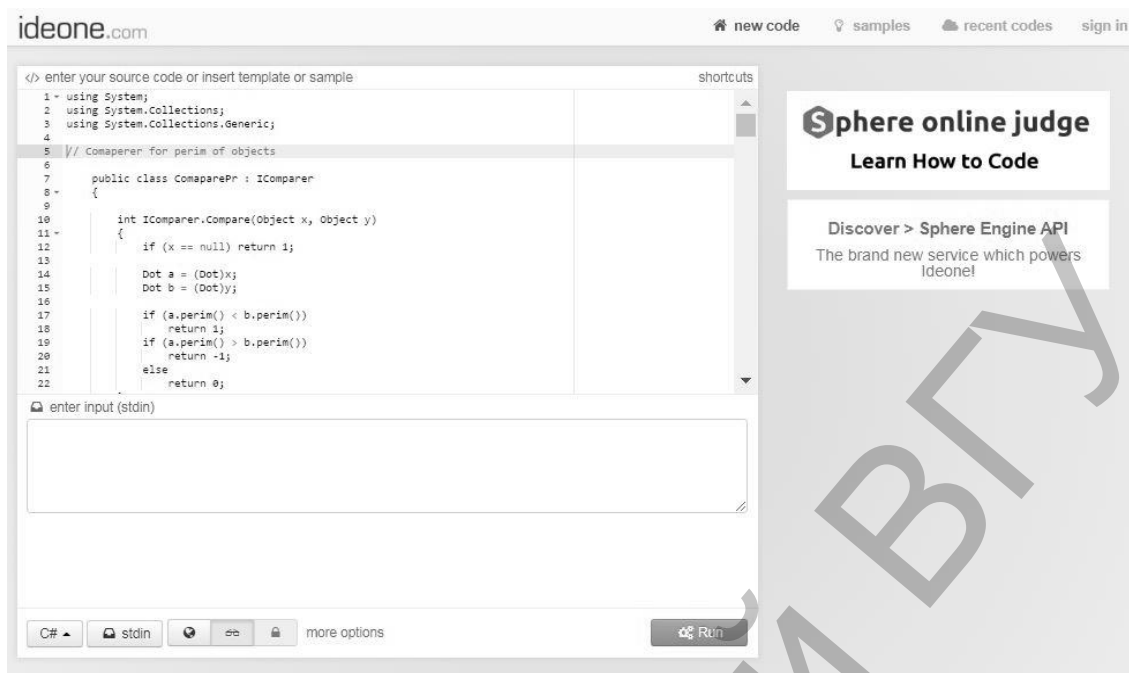 ideone.com
new code samples recent codes sign in
</> enter your source code or insert template or sample shortcuts
1 using System;
2 using System.Collections;
3 using System.Collections.Generic;
4
5 // Comaperer for perim of objects
6
7 public class ComaparePr : IComparer
8 {
9
10 int IComparer.Compare(Object x, Object y)
11 {
12 if (x == null) return 1;
13
14 Dot a = (Dot)x;
15 Dot b = (Dot)y;
16
17 if (a.perim() < b.perim())
18 return 1;
19 if (a.perim() > b.perim())
20 return -1;
21 else
22 return 0;
enter input (stdin)
C# stdin more options Run
Sphere online judge
Learn How to Code
Discover > Sphere Engine API
The brand new service which powers
Ideone!
И ВГУ